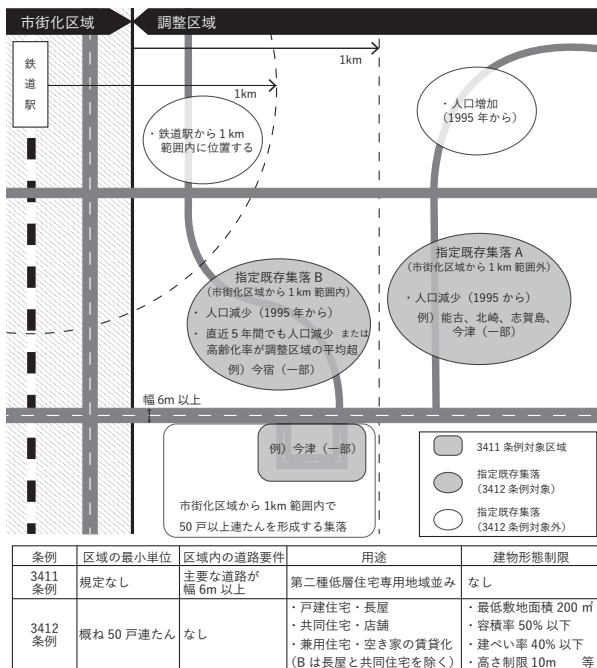 市街化区域
調整区域
鉄道駅
1km
1km
・鉄道駅から 1 km
範囲内に位置する
・人口増加
(1995 年から)
指定既存集落 B
(市街化区域から 1 km 範囲内)
・ 人口減少（1995 年から）
・ 直近 5 年間でも人口減少 または
高齢化率が調整区域の平均超
例）今宿（一部）
指定既存集落 A
(市街化区域から 1 km 範囲外)
・人口減少（1995 から）
例）能古、北崎、志賀島、
今津（一部）
幅 6m 以上
例）今津（一部）
市街化区域から 1km 範囲内で
50 戸以上連たんを形成する集落
3411 条例対象区域
指定既存集落
（3412 条例対象）
指定既存集落
（3412 条例対象外）
条例 区域の最小単位 区域内の道路要件 用途 建物形態制限
3411
条例
規定なし
主要な道路が
幅 6m 以上
第二種低層住宅専用地域並み
なし
3412
条例
概ね 50 戸連たん
なし
・戸建住宅・長屋
・共同住宅・店舗
・兼用住宅・空き家の賃貸化
（B は長屋と共同住宅を除く）
・最低敷地面積 200 ㎡
・容積率 50% 以下
・建ぺい率 40% 以下
・高さ制限 10m 等